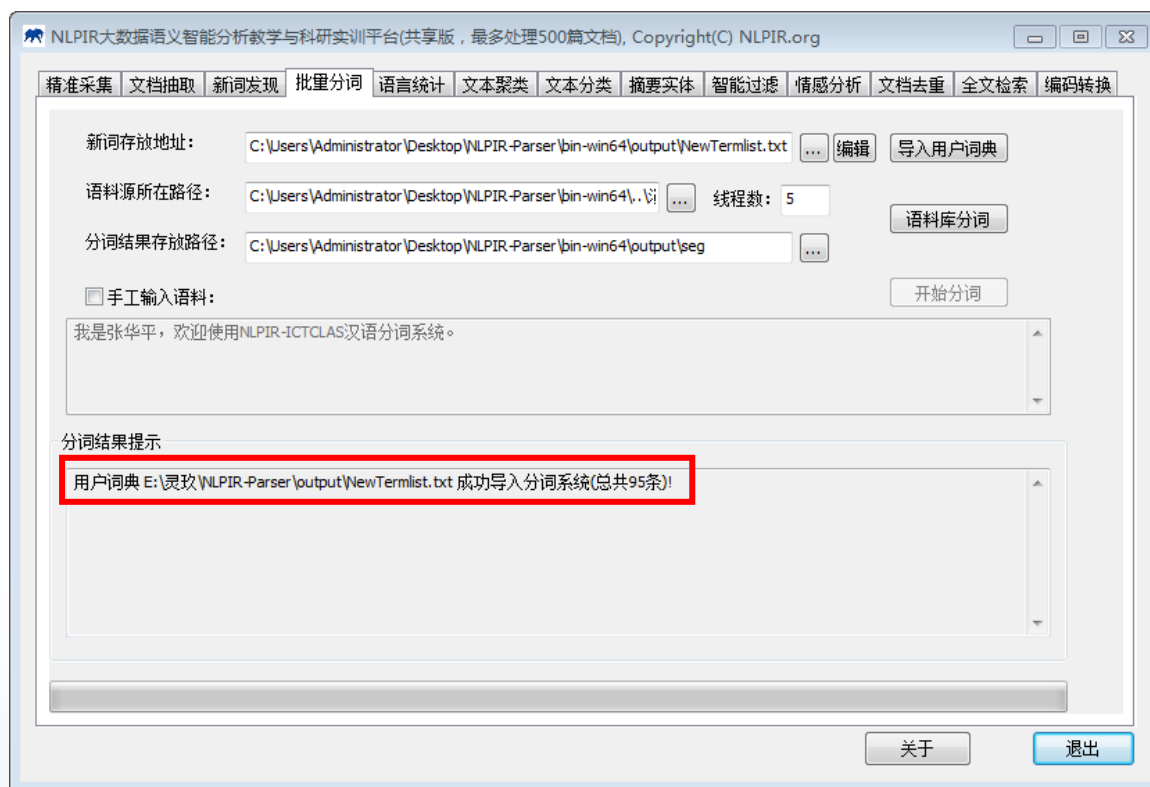 NLPIR大数据语义智能分析教学与科研实训平台(共享版，最多处理500篇文档), Copyright(C) NLPIR.org
精准采集 文档抽取 新词发现 批量分词 语言统计 文本聚类 文本分类 摘要实体 智能过滤 情感分析 文档去重 全文检索 编码转换
新词存放地址： C:\Users\Administrator\Desktop\NLPIR-Parser\bin-win64\output\NewTermlist.txt ... 编辑 导入用户词典
语料源所在路径： C:\Users\Administrator\Desktop\NLPIR-Parser\bin-win64\..\ ... 线程数： 5
语料库分词
分词结果存放路径： C:\Users\Administrator\Desktop\NLPIR-Parser\bin-win64\output\seg ...
手工输入语料： 开始分词
我是张华平，欢迎使用NLPIR-ICTCLAS汉语分词系统。
分词结果提示
用户词典 E:\灵玖\NLPIR-Parser\output\NewTermlist.txt 成功导入分词系统(总共95条)!
关于 退出